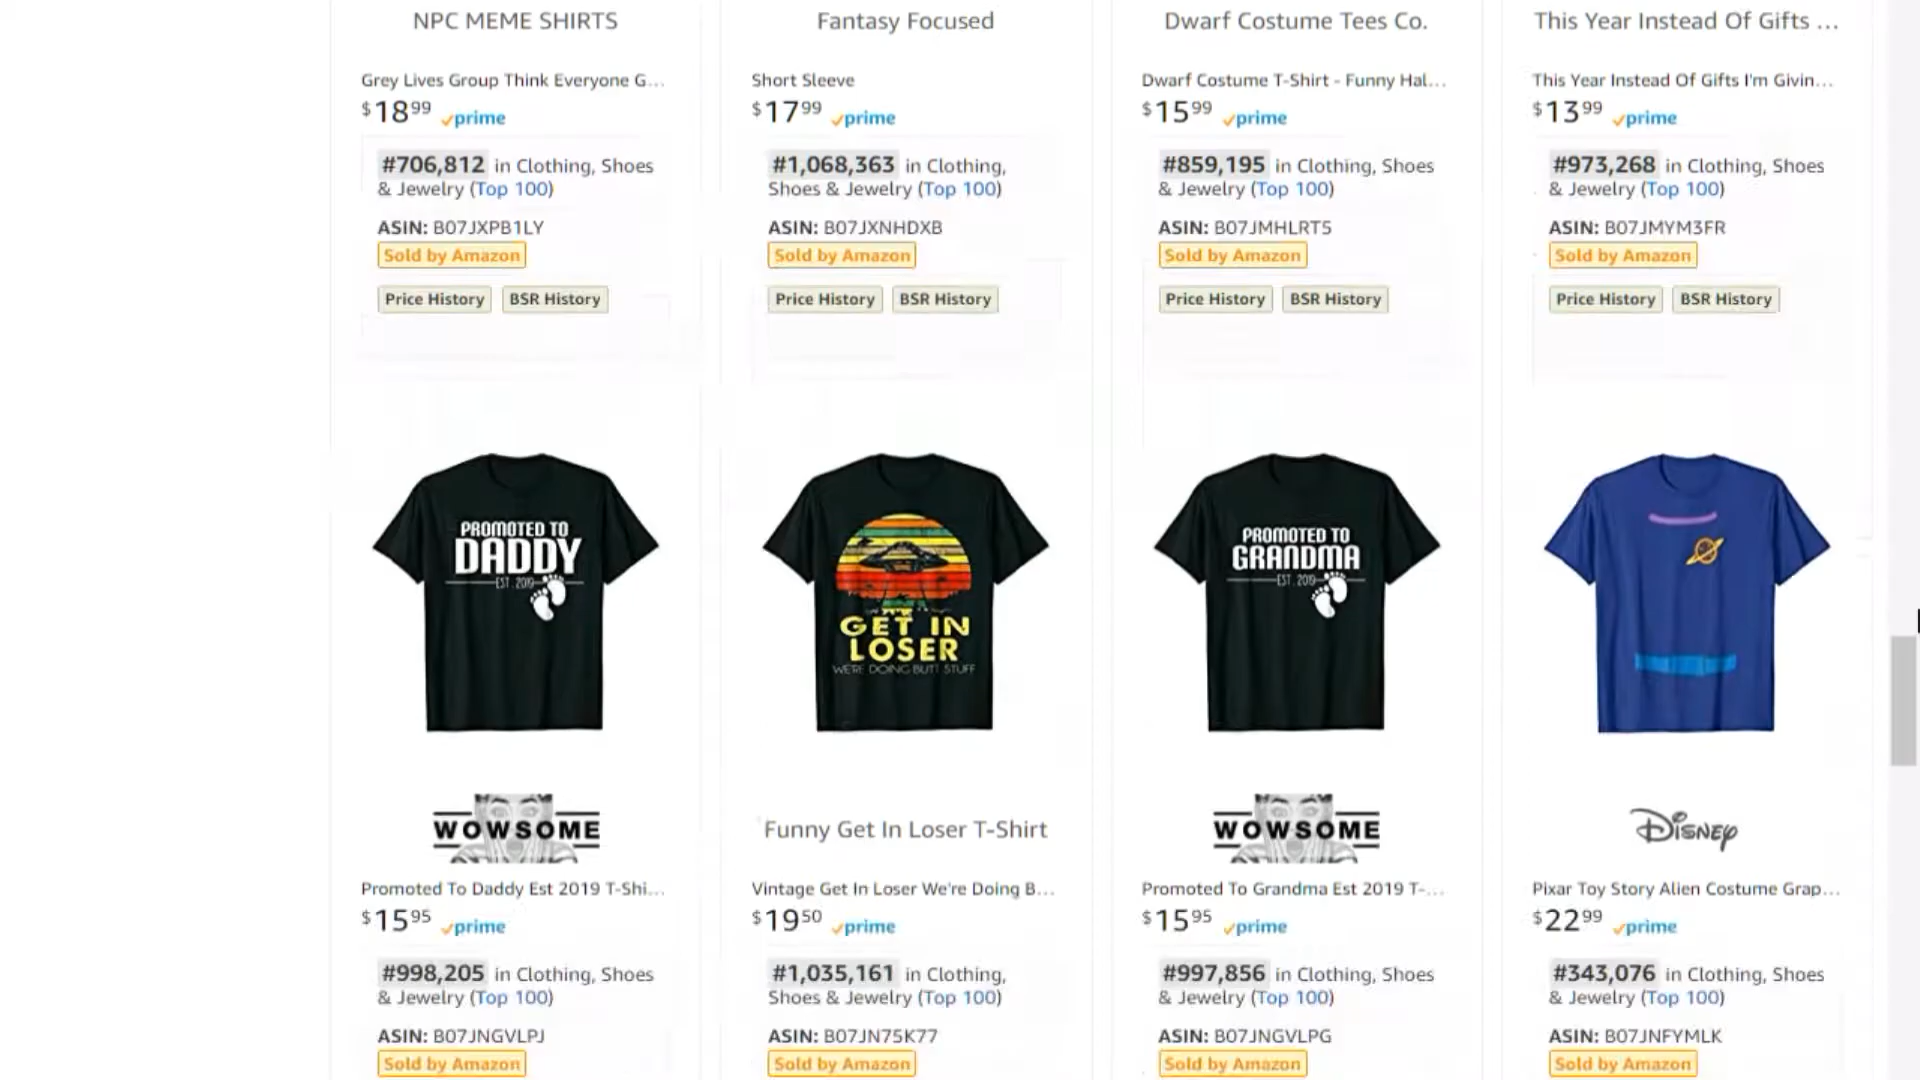 NPC MEME SHIRTS
Grey Lives Group Think Everyone G...
$18 99 prime
#706,812 in Clothing, Shoes
& Jewelry (Top 100)
ASIN: B07JXPB1LY
Sold by Amazon
Price History BSR History
Fantasy Focused
Short Sleeve
$17 99 prime
#1,068,363 in Clothing,
Shoes & Jewelry (Top 100)
ASIN: B07JXNHDXB
Sold by Amazon
Price History BSR History
Dwarf Costume Tees Co.
Dwarf Costume T-Shirt - Funny Hal...
$15 99 prime
#859,195 in Clothing, Shoes
& Jewelry (Top 100)
ASIN: B07JMHLRT5
Sold by Amazon
Price History BSR History
This Year Instead Of Gifts ...
This Year Instead Of Gifts I'm Givin...
$13 99 prime
#973,268 in Clothing, Shoes
& Jewelry (Top 100)
ASIN: B07JMYM3FR
Sold by Amazon
Price History BSR History
PROMOTED TO
DADDY
EST. 2019
WOWSOME
Promoted To Daddy Est 2019 T-Shi...
$15 95 prime
#998,205 in Clothing, Shoes
& Jewelry (Top 100)
ASIN: B07JNGVLPJ
Sold by Amazon
GET IN
LOSER
WE'RE DOING BUTT STUFF
Funny Get In Loser T-Shirt
Vintage Get In Loser We're Doing B...
$19 50 prime
#1,035,161 in Clothing,
Shoes & Jewelry (Top 100)
ASIN: B07JN75K77
Sold by Amazon
PROMOTED TO
GRANDMA
EST. 2019
WOWSOME
Promoted To Grandma Est 2019 T-...
$15 95 prime
#997,856 in Clothing, Shoes
& Jewelry (Top 100)
ASIN: B07JNGVLPG
Sold by Amazon
DISNEY
Pixar Toy Story Alien Costume Grap...
$22 99 prime
#343,076 in Clothing, Shoes
& Jewelry (Top 100)
ASIN: B07JNFYMLK
Sold by Amazon